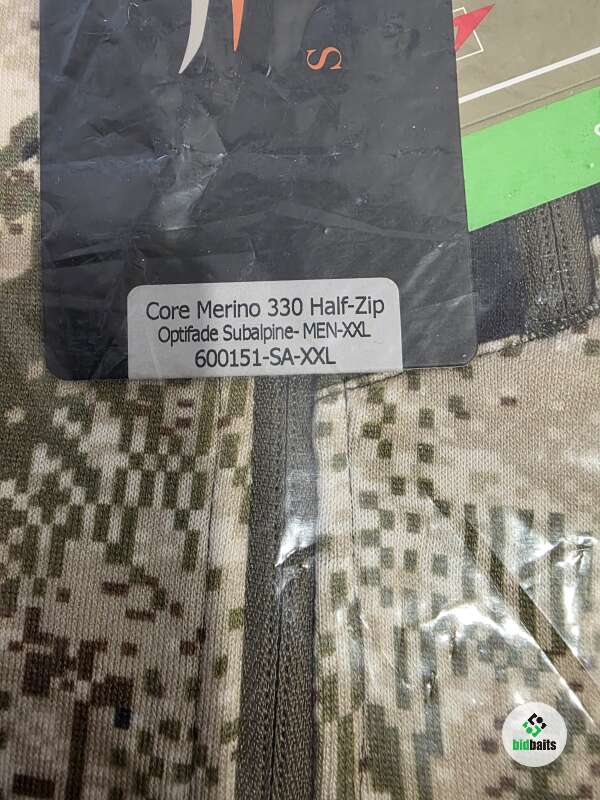 S
Core Merino 330 Half-Zip
Optifade Subalpine- MEN-XXL
600151-SA-XXL
bidbaits